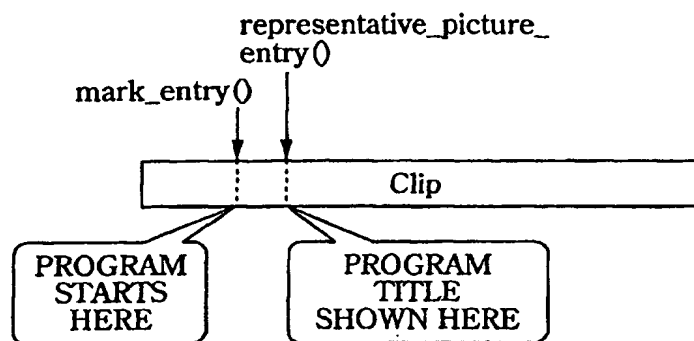 representative_picture_
entry()
mark_entry()
Clip
PROGRAM
STARTS
HERE
PROGRAM
TITLE
SHOWN HERE